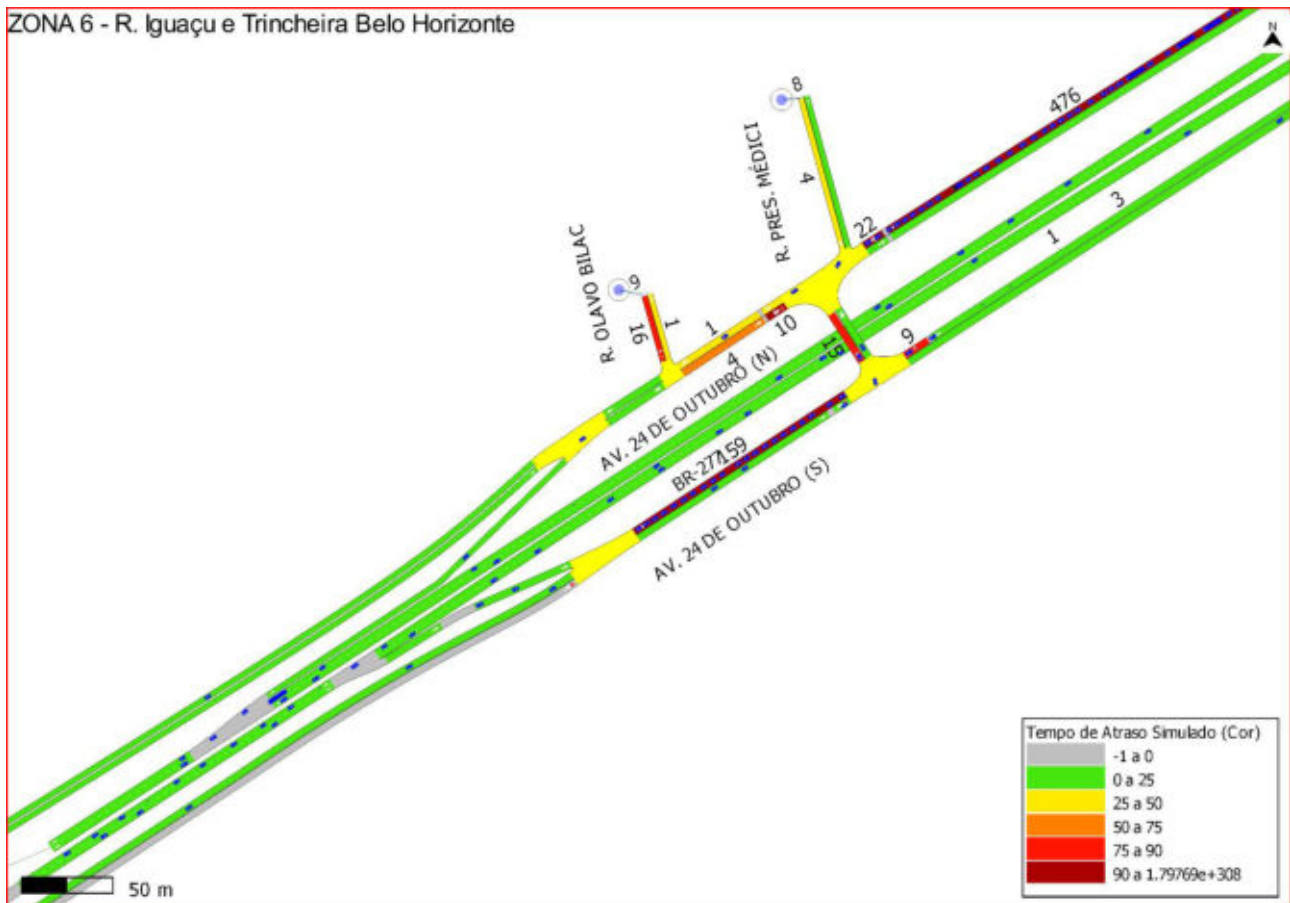 ZONA 6 - R. Iguaçu e Trincheira Belo Horizonte
N
8
476
R. PRES. MÉDICI
4
22
3
1
R. OLAVO BILAC
9
1
16
1
10
4
19
9
AV. 24 DE OUTUBRO (N)
BR-277
159
AV. 24 DE OUTUBRO (S)
Tempo de Atraso Simulado (Cor)
-1 a 0
0 a 25
25 a 50
50 a 75
75 a 90
90 a 1.79769e+308
50 m